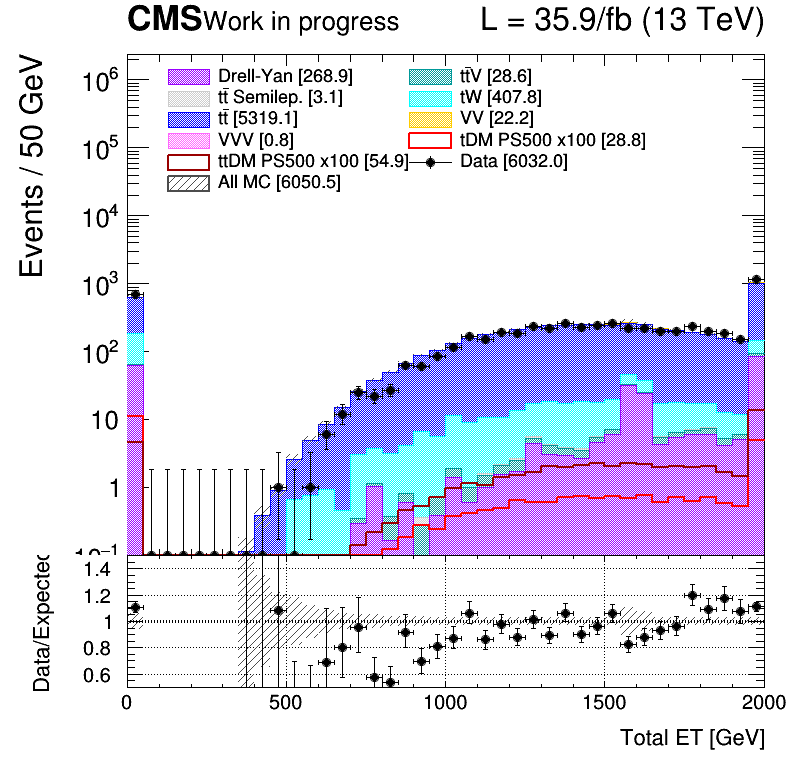 CMS Work in progress L = 35.9/fb (13 TeV)
Events / 50 GeV
Drell-Yan [268.9] tt̄V [28.6]
tt̄ Semilep. [3.1] tW [407.8]
tt̄ [5319.1] VV [22.2]
VVV [0.8] tDM PS500 x100 [28.8]
ttDM PS500 x100 [54.9] Data [6032.0]
All MC [6050.5]
10⁶
10⁵
10⁴
10³
10²
10
1
10⁻¹
Data/Expected
1.4
1.2
1
0.8
0.6
0 500 1000 1500 2000
Total ET [GeV]